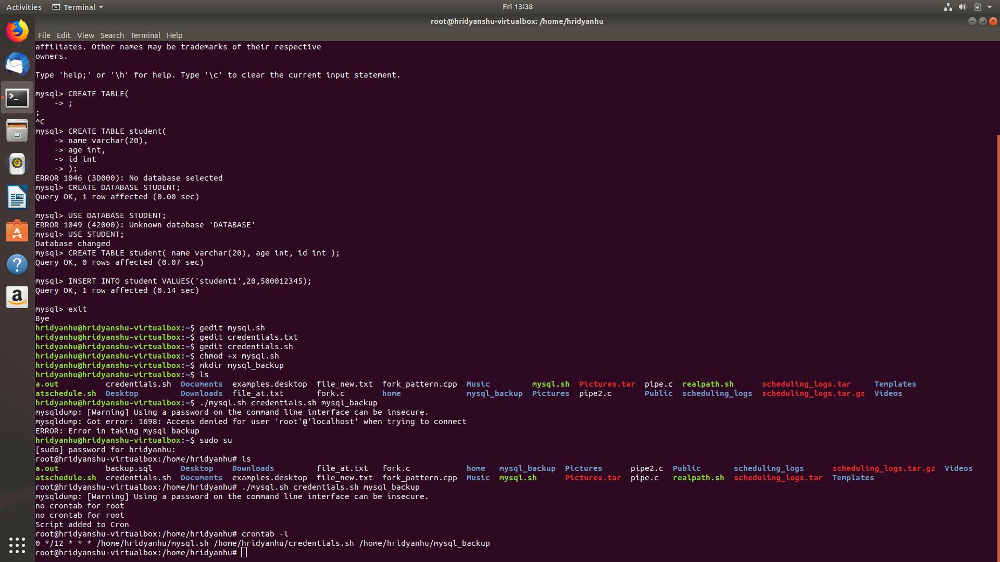 Activities Terminal Fri 13:38
root@hridyanshu-virtualbox: /home/hridyanhu
File Edit View Search Terminal Help
affiliates. Other names may be trademarks of their respective
owners.
Type 'help;' or '\h' for help. Type '\c' to clear the current input statement.
mysql> CREATE TABLE(
    -> ;
;
^C
mysql> CREATE TABLE student(
    -> name varchar(20),
    -> age int,
    -> id int
    -> );
ERROR 1046 (3D000): No database selected
mysql> CREATE DATABASE STUDENT;
Query OK, 1 row affected (0.00 sec)
mysql> USE DATABASE STUDENT;
ERROR 1049 (42000): Unknown database 'DATABASE'
mysql> USE STUDENT;
Database changed
mysql> CREATE TABLE student( name varchar(20), age int, id int );
Query OK, 0 rows affected (0.07 sec)
mysql> INSERT INTO student VALUES('student1',20,500012345);
Query OK, 1 row affected (0.14 sec)
mysql> exit
Bye
hridyanhu@hridyanshu-virtualbox:~$ gedit mysql.sh
hridyanhu@hridyanshu-virtualbox:~$ gedit credentials.txt
hridyanhu@hridyanshu-virtualbox:~$ gedit credentials.sh
hridyanhu@hridyanshu-virtualbox:~$ chmod +x mysql.sh
hridyanhu@hridyanshu-virtualbox:~$ mkdir mysql_backup
hridyanhu@hridyanshu-virtualbox:~$ ls
a.out credentials.sh Documents examples.desktop file_new.txt fork_pattern.cpp Music mysql.sh Pictures.tar pipe.c realpath.sh scheduling_logs.tar Templates
atschedule.sh Desktop Downloads file_at.txt fork.c home mysql_backup Pictures pipe2.c Public scheduling_logs scheduling_logs.tar.gz Videos
hridyanhu@hridyanshu-virtualbox:~$ ./mysql.sh credentials.sh mysql_backup
mysqldump: [Warning] Using a password on the command line interface can be insecure.
mysqldump: Got error: 1698: Access denied for user 'root'@'localhost' when trying to connect
ERROR: Error in taking mysql backup
hridyanhu@hridyanshu-virtualbox:~$ sudo su
[sudo] password for hridyanhu:
root@hridyanshu-virtualbox:/home/hridyanhu# ls
a.out backup.sql Desktop Downloads file_at.txt fork.c home mysql_backup Pictures pipe2.c Public scheduling_logs scheduling_logs.tar.gz Videos
atschedule.sh credentials.sh Documents examples.desktop file_new.txt fork_pattern.cpp Music mysql.sh Pictures.tar pipe.c realpath.sh scheduling_logs.tar Templates
root@hridyanshu-virtualbox:/home/hridyanhu# ./mysql.sh credentials.sh mysql_backup
mysqldump: [Warning] Using a password on the command line interface can be insecure.
no crontab for root
no crontab for root
Script added to Cron
root@hridyanshu-virtualbox:/home/hridyanhu# crontab -l
0 */12 * * * /home/hridyanhu/mysql.sh /home/hridyanhu/credentials.sh /home/hridyanhu/mysql_backup
root@hridyanshu-virtualbox:/home/hridyanhu#